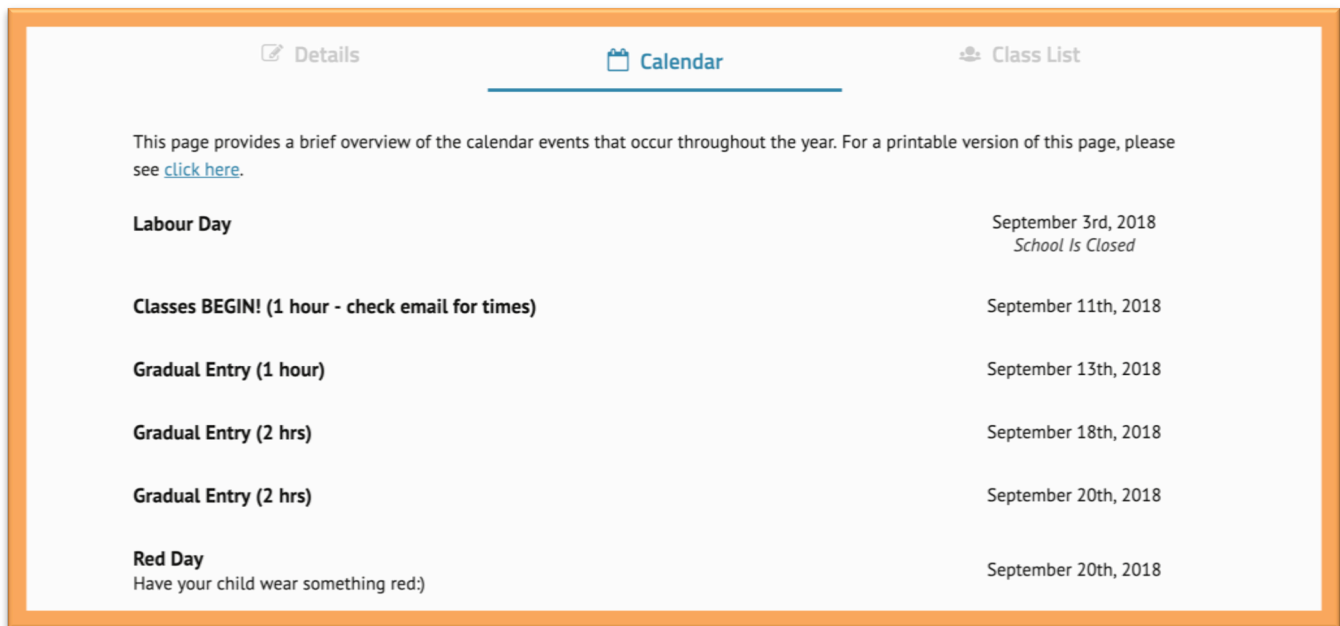 Details
Calendar
Class List
This page provides a brief overview of the calendar events that occur throughout the year. For a printable version of this page, please
see click here.
Labour Day
September 3rd, 2018
School Is Closed
Classes BEGIN! (1 hour - check email for times)
September 11th, 2018
Gradual Entry (1 hour)
September 13th, 2018
Gradual Entry (2 hrs)
September 18th, 2018
Gradual Entry (2 hrs)
September 20th, 2018
Red Day
Have your child wear something red:)
September 20th, 2018